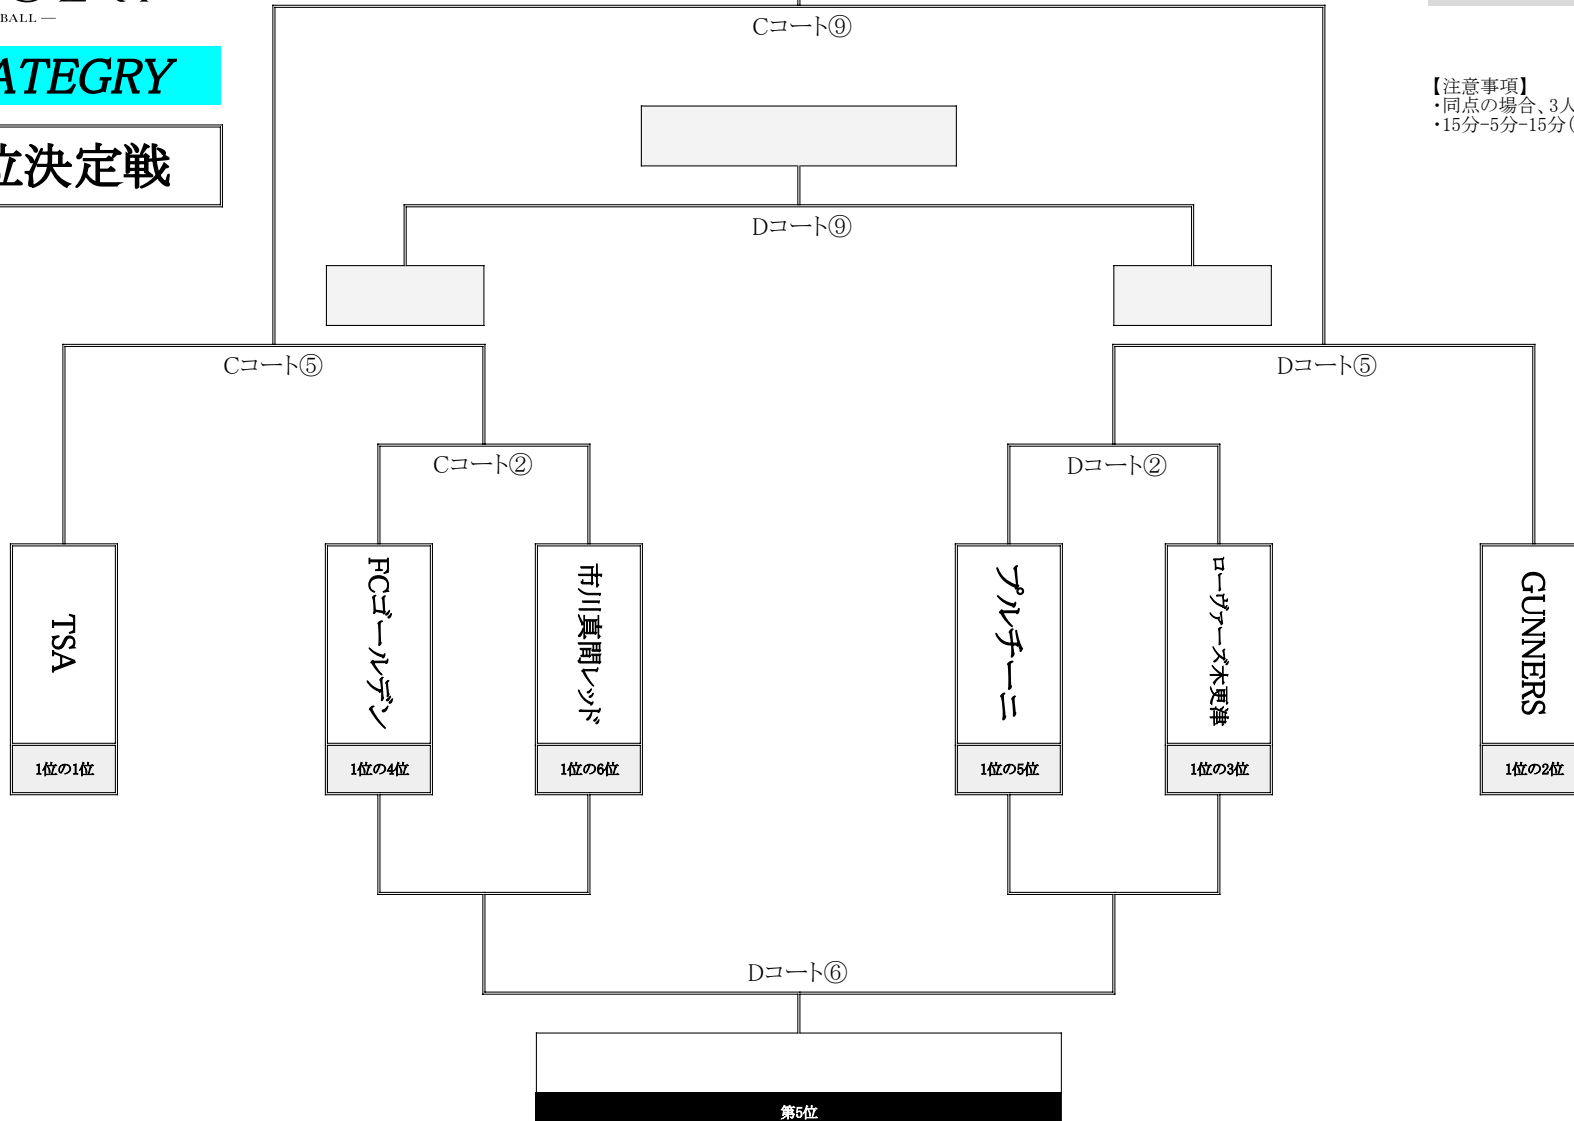 BALL —
Cコート⑨
ATEGRY
【注意事項】
・同点の場合、3人
・15分-5分-15分(
位決定戦
Dコート⑨
Cコート⑤
Dコート⑤
Cコート②
Dコート②
TSA
FCゴールデン
市川真間レッド
プルチーニ
ローヴァーズ木更津
GUNNERS
1位の1位
1位の4位
1位の6位
1位の5位
1位の3位
1位の2位
Dコート⑥
第5位